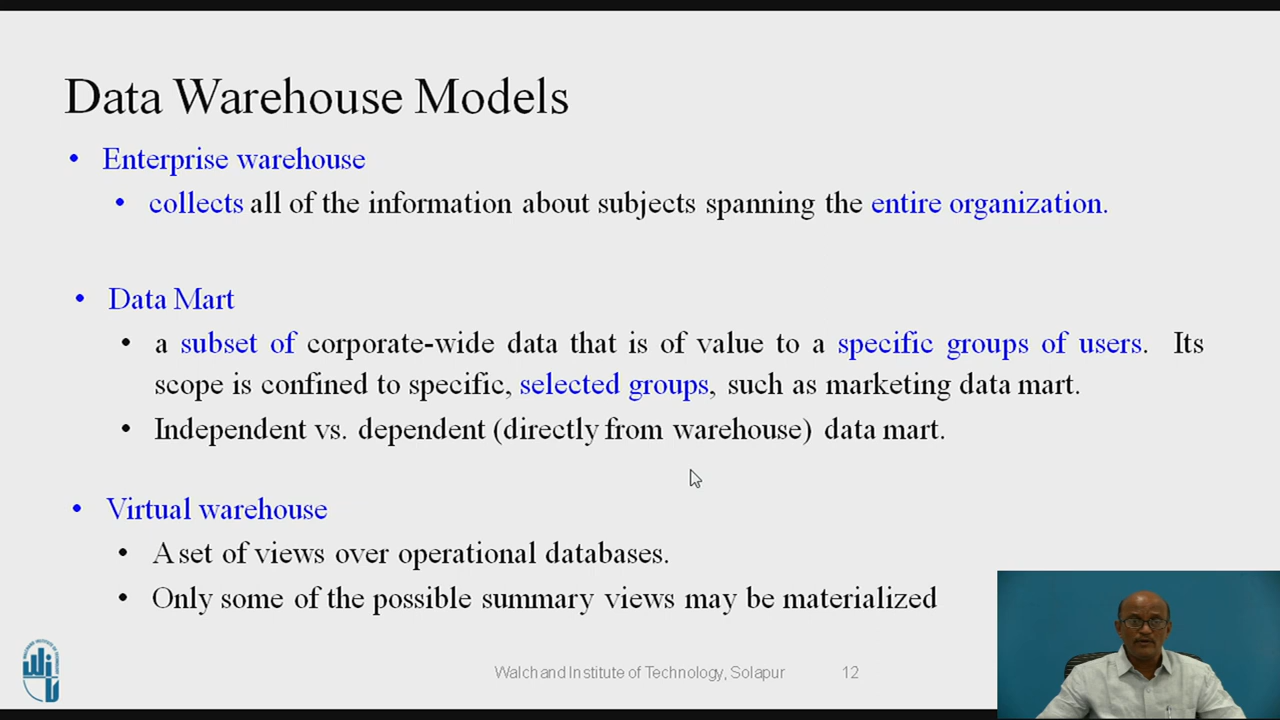 Data Warehouse Models
• Enterprise warehouse
• collects all of the information about subjects spanning the entire organization.
• Data Mart
• a subset of corporate-wide data that is of value to a specific groups of users. Its
scope is confined to specific, selected groups, such as marketing data mart.
• Independent vs. dependent (directly from warehouse) data mart.
• Virtual warehouse
• A set of views over operational databases.
• Only some of the possible summary views may be materialized
Walchand Institute of Technology, Solapur 12